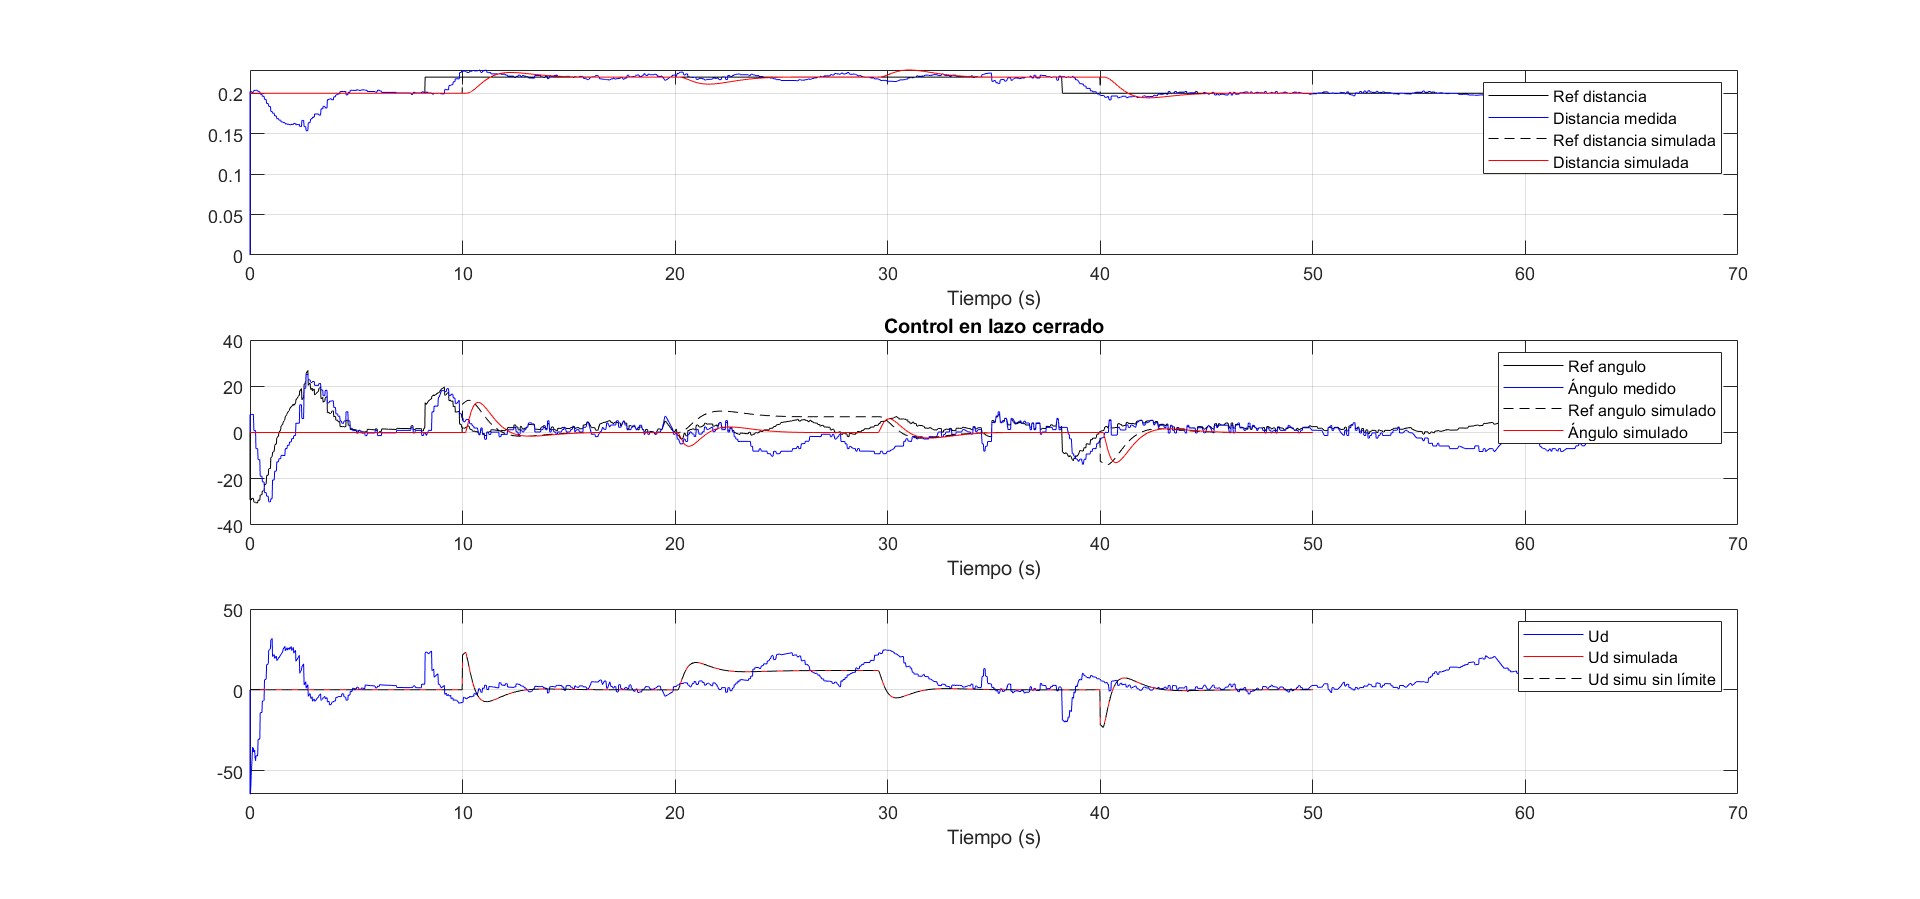 0.2
0.15
0.1
0.05
0
0 10 20 30 40 50 60 70
Tiempo (s)
Ref distancia
Distancia medida
Ref distancia simulada
Distancia simulada
Control en lazo cerrado
40
20
0
-20
-40
0 10 20 30 40 50 60 70
Tiempo (s)
Ref angulo
Ángulo medido
Ref angulo simulado
Ángulo simulado
50
0
-50
0 10 20 30 40 50 60 70
Tiempo (s)
Ud
Ud simulada
Ud simu sin límite